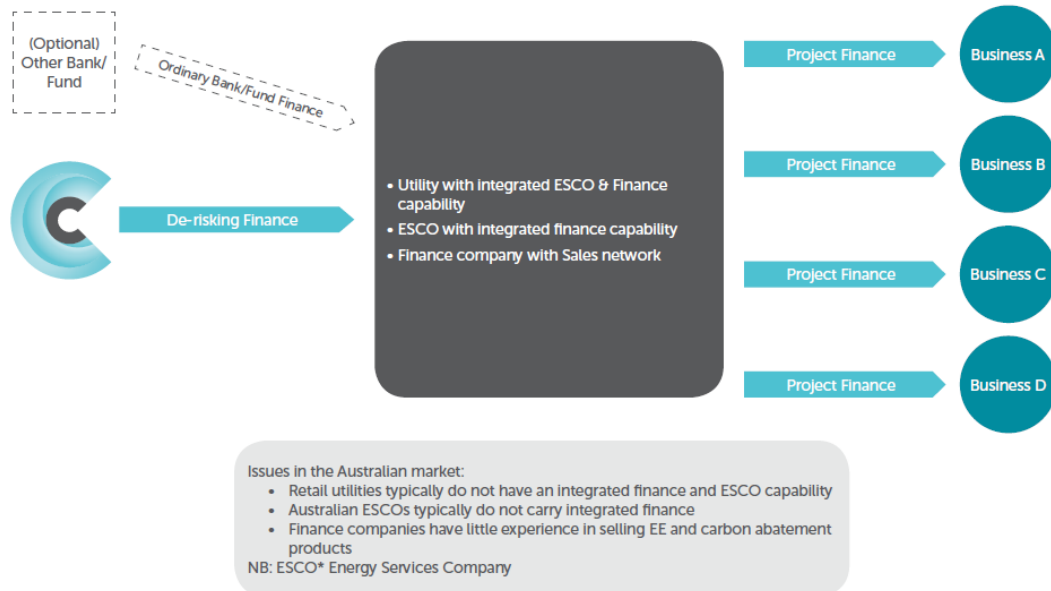 (Optional)
Other Bank/
Fund
Ordinary Bank/Fund Finance
De-risking Finance
• Utility with integrated ESCO & Finance
capability
• ESCO with integrated finance capability
• Finance company with Sales network
Project Finance
Business A
Project Finance
Business B
Project Finance
Business C
Project Finance
Business D
Issues in the Australian market:
• Retail utilities typically do not have an integrated finance and ESCO capability
• Australian ESCOs typically do not carry integrated finance
• Finance companies have little experience in selling EE and carbon abatement
products
NB: ESCO* Energy Services Company